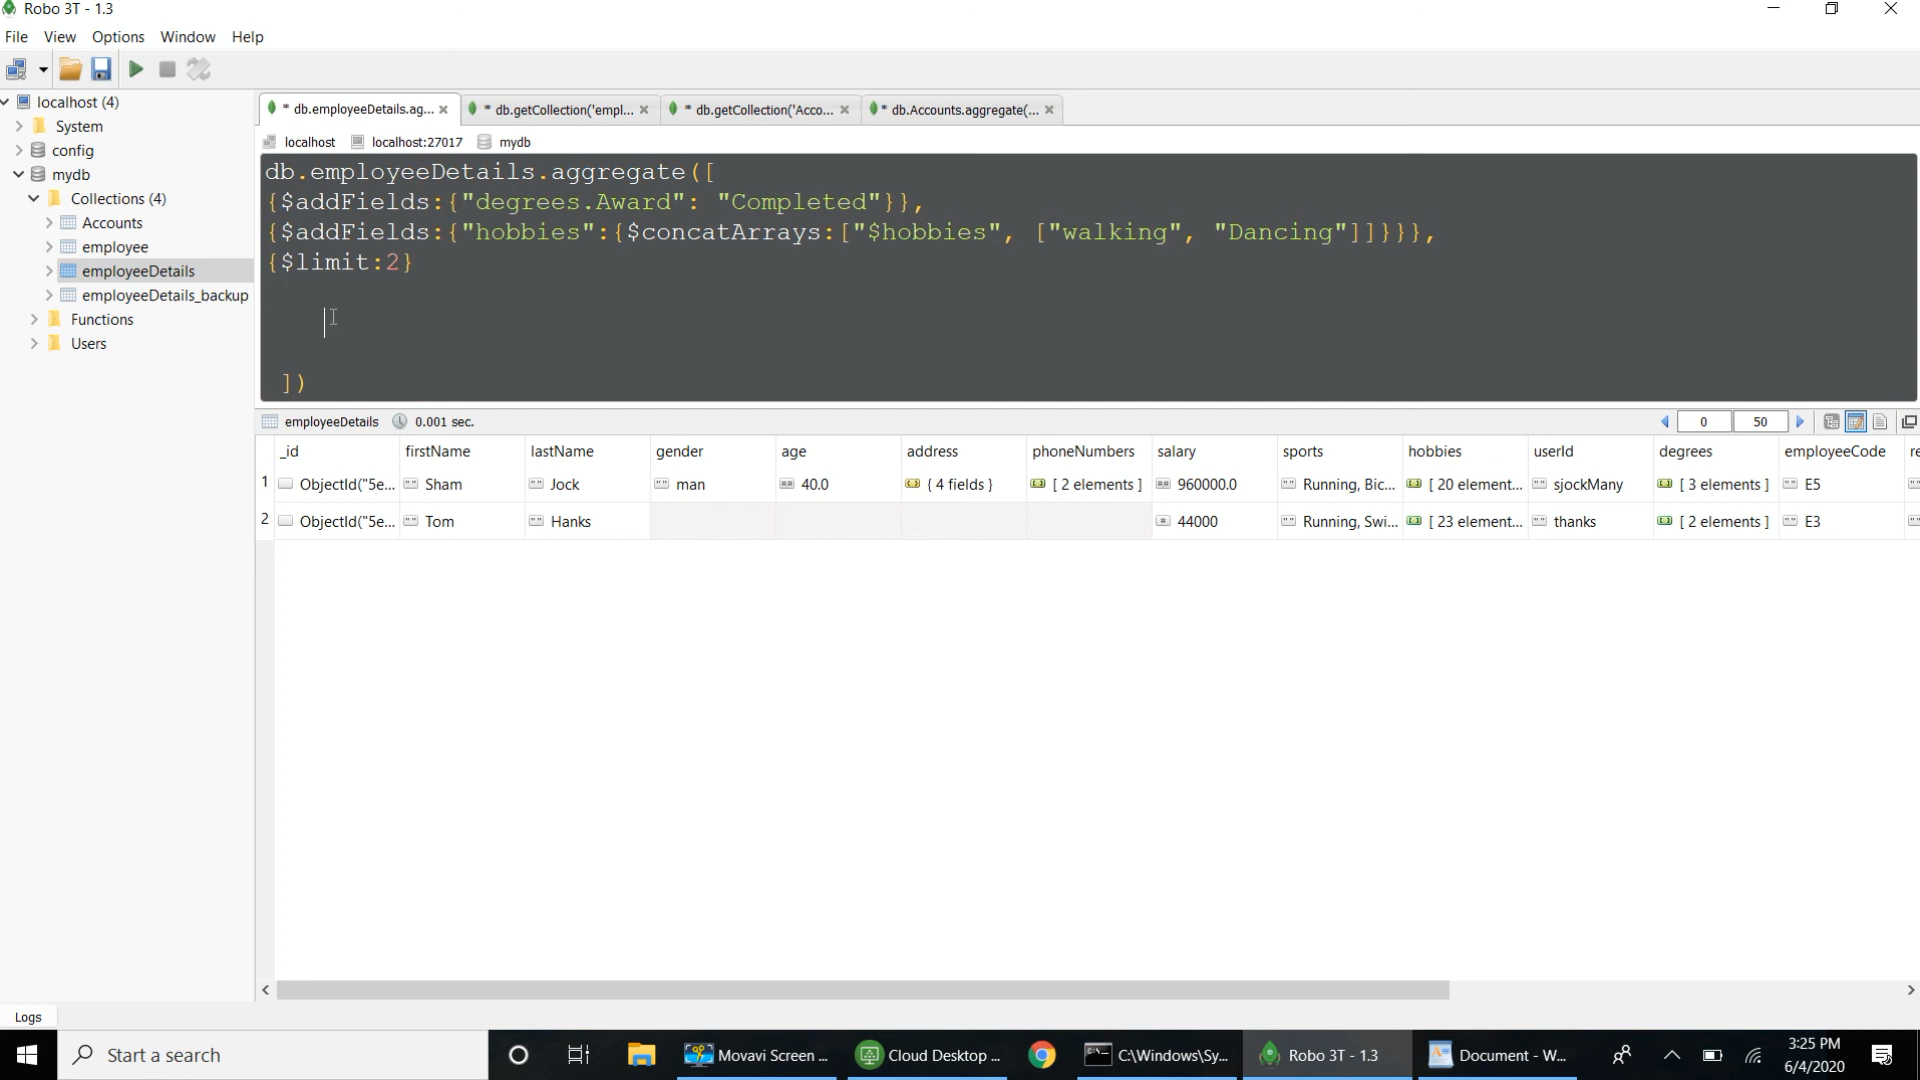 Robo 3T - 1.3
File View Options Window Help
localhost (4)
System
config
mydb
Collections (4)
Accounts
employee
employeeDetails
employeeDetails_backup
Functions
Users
* db.employeeDetails.ag... * db.getCollection('empl... * db.getCollection('Acco... * db.Accounts.aggregate(...
localhost localhost:27017 mydb
db.employeeDetails.aggregate([
{$addFields:{"degrees.Award": "Completed"}},
{$addFields:{"hobbies":{$concatArrays:["$hobbies", ["walking", "Dancing"]]}}},
{$limit:2}
])
employeeDetails 0.001 sec. 0 50
_id firstName lastName gender age address phoneNumbers salary sports hobbies userId degrees employeeCode re
1 ObjectId("5e... Sham Jock man 40.0 { 4 fields } [ 2 elements ] 960000.0 Running, Bic... [ 20 element... sjockMany [ 3 elements ] E5
2 ObjectId("5e... Tom Hanks 44000 Running, Swi... [ 23 element... thanks [ 2 elements ] E3
Logs
Start a search Movavi Screen ... Cloud Desktop ... C:\Windows\Sy... Robo 3T - 1.3 Document - W...
3:25 PM
6/4/2020